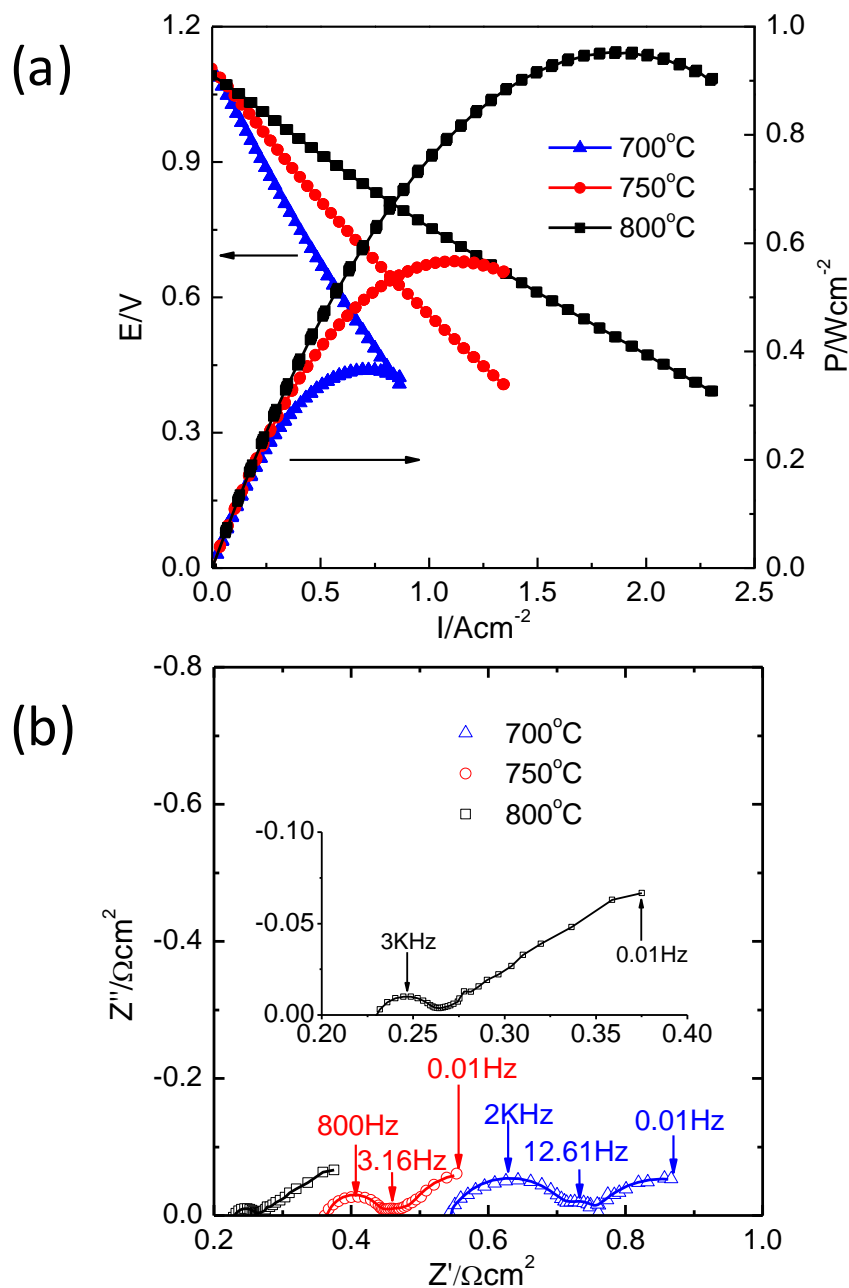 (a)
1.2
0.9
0.6
0.3
0.0
E/V
1.0
0.8
0.6
0.4
0.2
0.0
P/Wcm⁻²
700°C
750°C
800°C
0.0 0.5 1.0 1.5 2.0 2.5
I/Acm⁻²
(b)
-0.8
-0.6
-0.4
-0.2
0.0
Z''/Ωcm²
700°C
750°C
800°C
-0.10
-0.05
0.00
3KHz
0.01Hz
0.20 0.25 0.30 0.35 0.40
0.01Hz
800Hz
3.16Hz
2KHz
12.61Hz
0.01Hz
0.2 0.4 0.6 0.8 1.0
Z'/Ωcm²